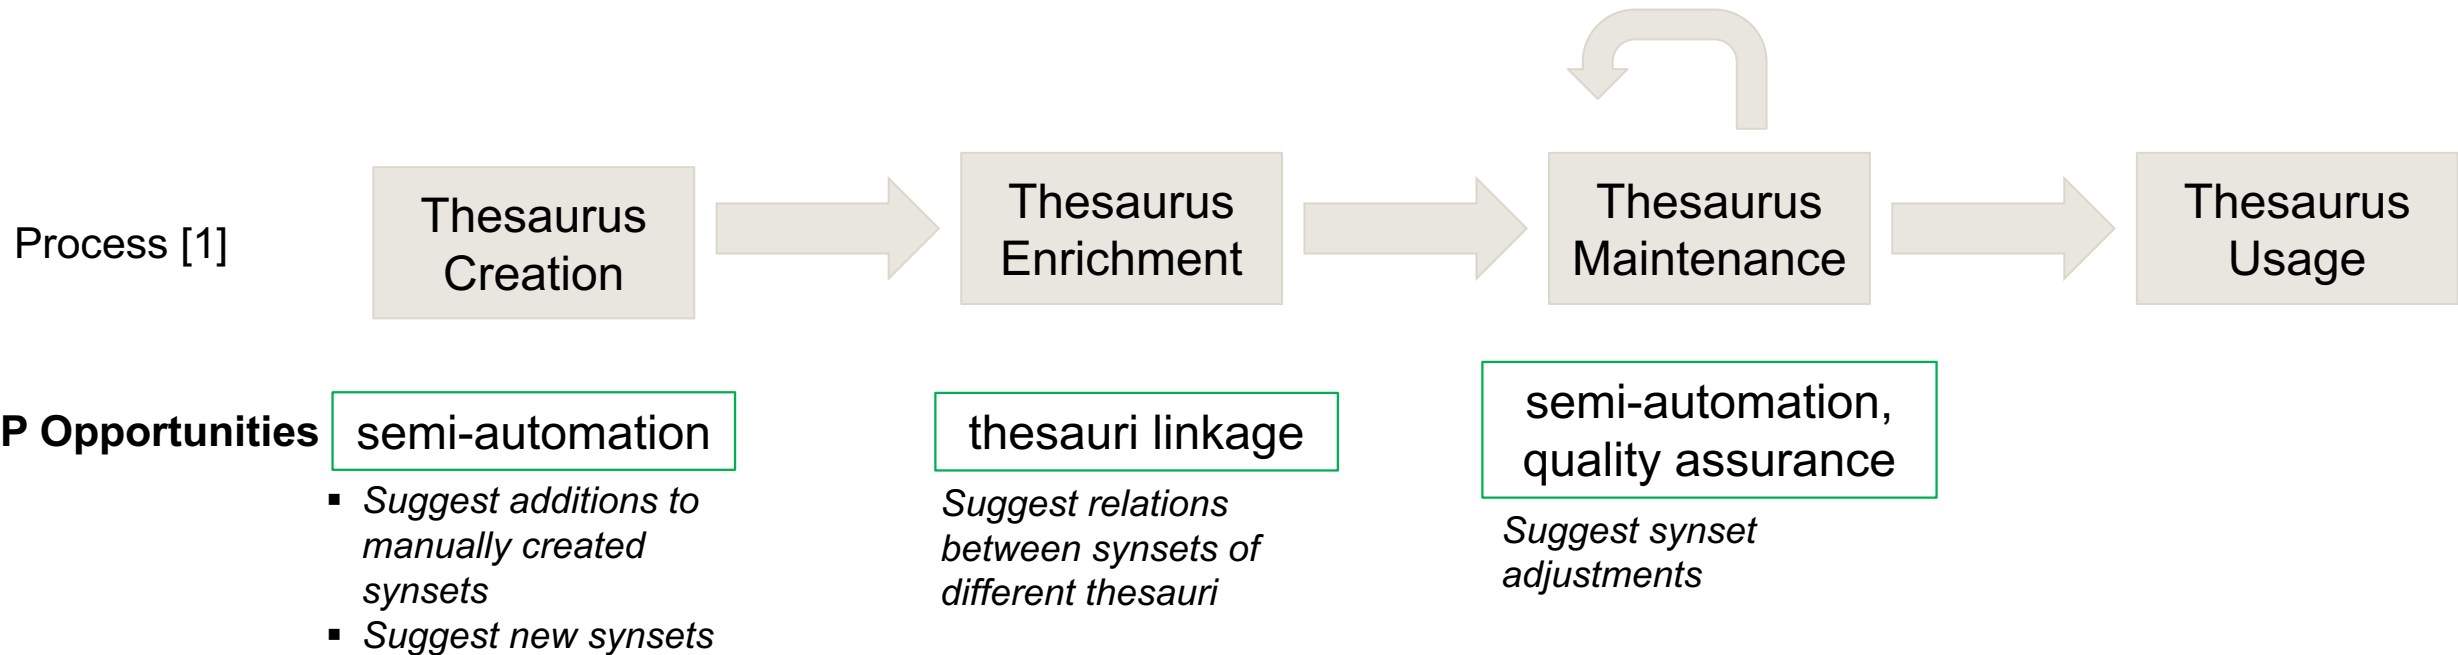 Process [1]
Thesaurus
Creation
Thesaurus
Enrichment
Thesaurus
Maintenance
Thesaurus
Usage
P Opportunities
semi-automation
▪ Suggest additions to
manually created
synsets
▪ Suggest new synsets
thesauri linkage
Suggest relations
between synsets of
different thesauri
semi-automation,
quality assurance
Suggest synset
adjustments